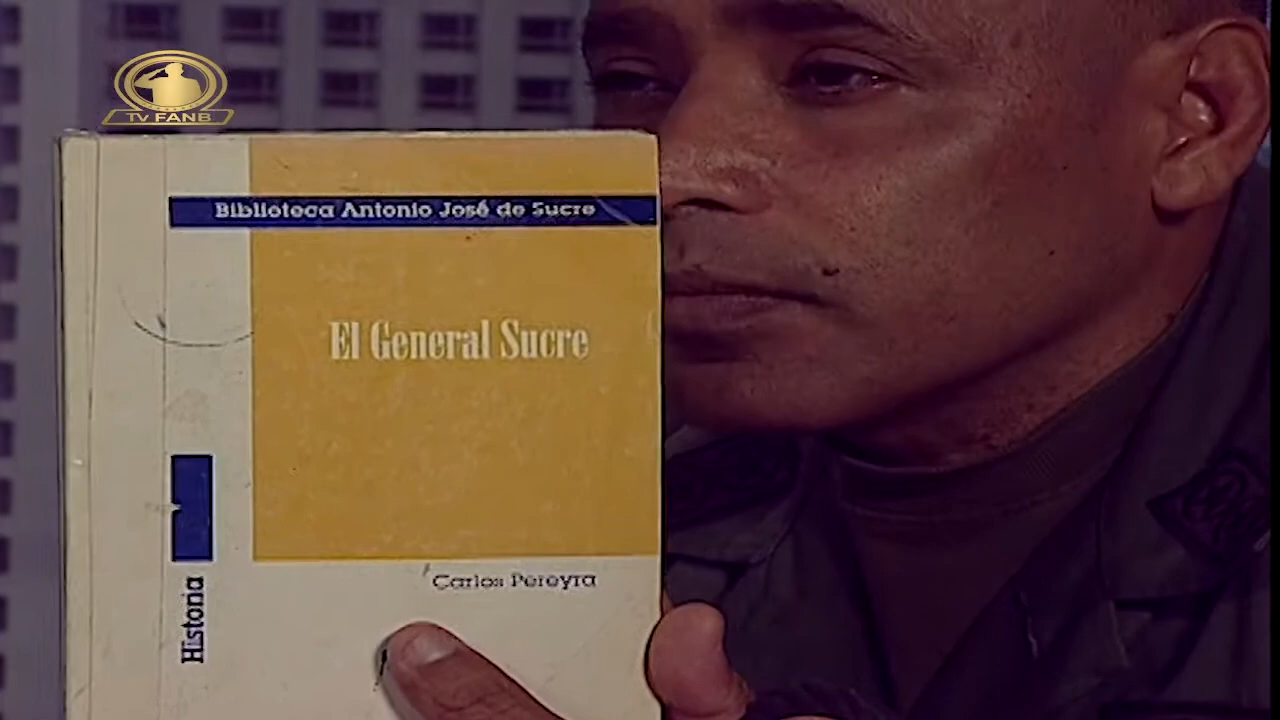 TV FANB
Biblioteca Antonio José de Sucre
El General Sucre
Carlos Pereyra
Historia